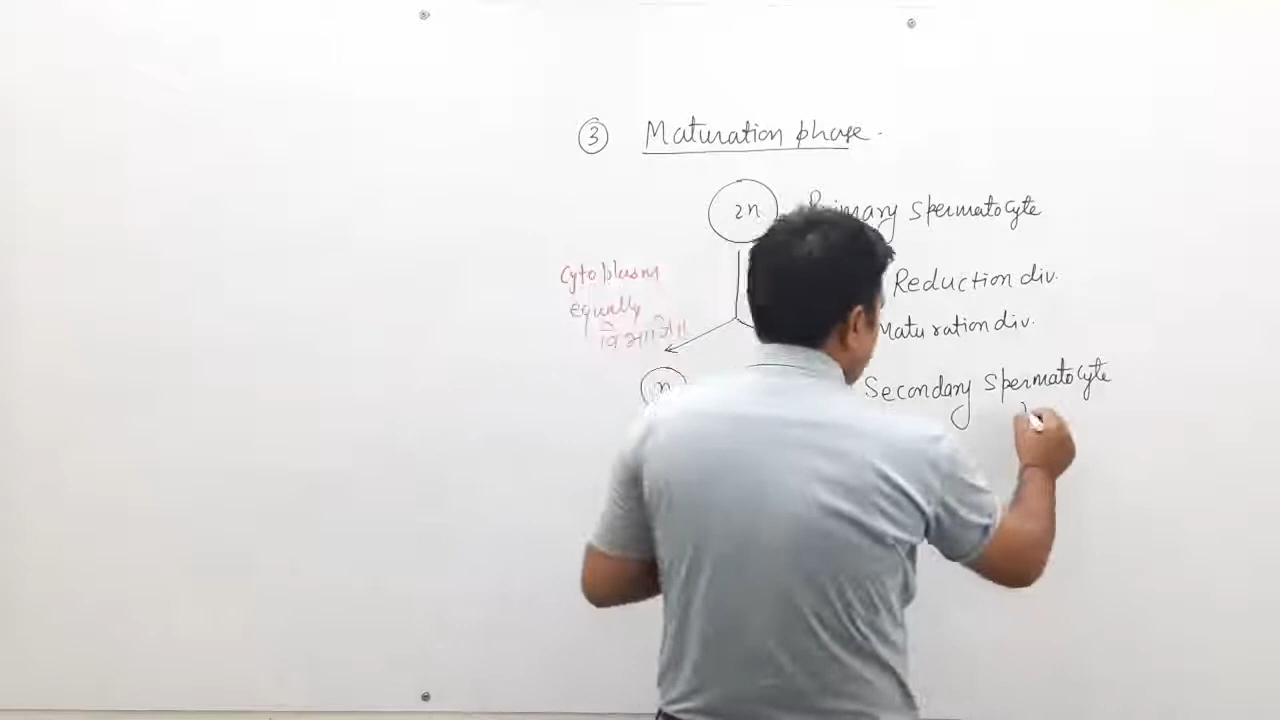 ③ Maturation phase.
2n Primary spermatocyte
Cytoplasm
equally
Reduction div.
Maturation div.
n Secondary spermatocyte